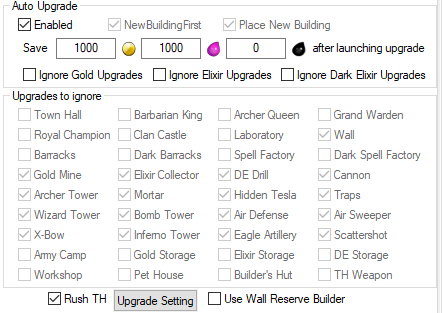 Auto Upgrade
Enabled NewBuildingFirst Place New Building
Save 1000 1000 0 after launching upgrade
Ignore Gold Upgrades Ignore Elixir Upgrades Ignore Dark Elixir Upgrades
Upgrades to ignore
Town Hall Barbarian King Archer Queen Grand Warden
Royal Champion Clan Castle Laboratory Wall
Barracks Dark Barracks Spell Factory Dark Spell Factory
Gold Mine Elixir Collector DE Drill Cannon
Archer Tower Mortar Hidden Tesla Traps
Wizard Tower Bomb Tower Air Defense Air Sweeper
X-Bow Inferno Tower Eagle Artillery Scattershot
Army Camp Gold Storage Elixir Storage DE Storage
Workshop Pet House Builder's Hut TH Weapon
Rush TH Upgrade Setting Use Wall Reserve Builder